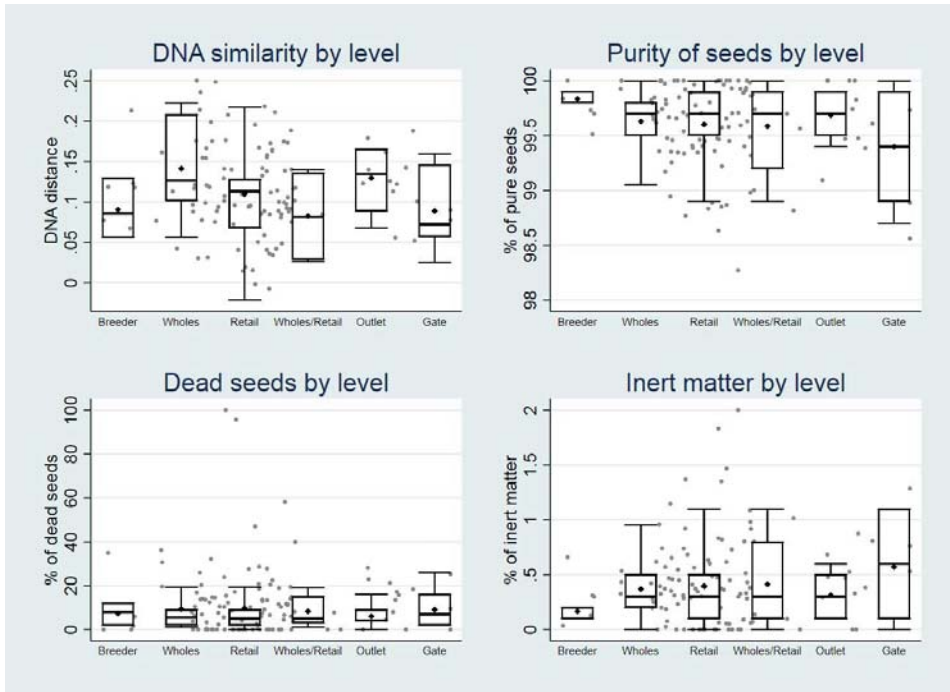 DNA similarity by level
DNA distance
.25
.2
.15
.1
.05
0
Breeder Wholes Retail Wholes/Retail Outlet Gate
Purity of seeds by level
% of pure seeds
100
99.5
99
98.5
98
Breeder Wholes Retail Wholes/Retail Outlet Gate
Dead seeds by level
% of dead seeds
100
80
60
40
20
0
Breeder Wholes Retail Wholes/Retail Outlet Gate
Inert matter by level
% of inert matter
2
1.5
1
.5
0
Breeder Wholes Retail Wholes/Retail Outlet Gate